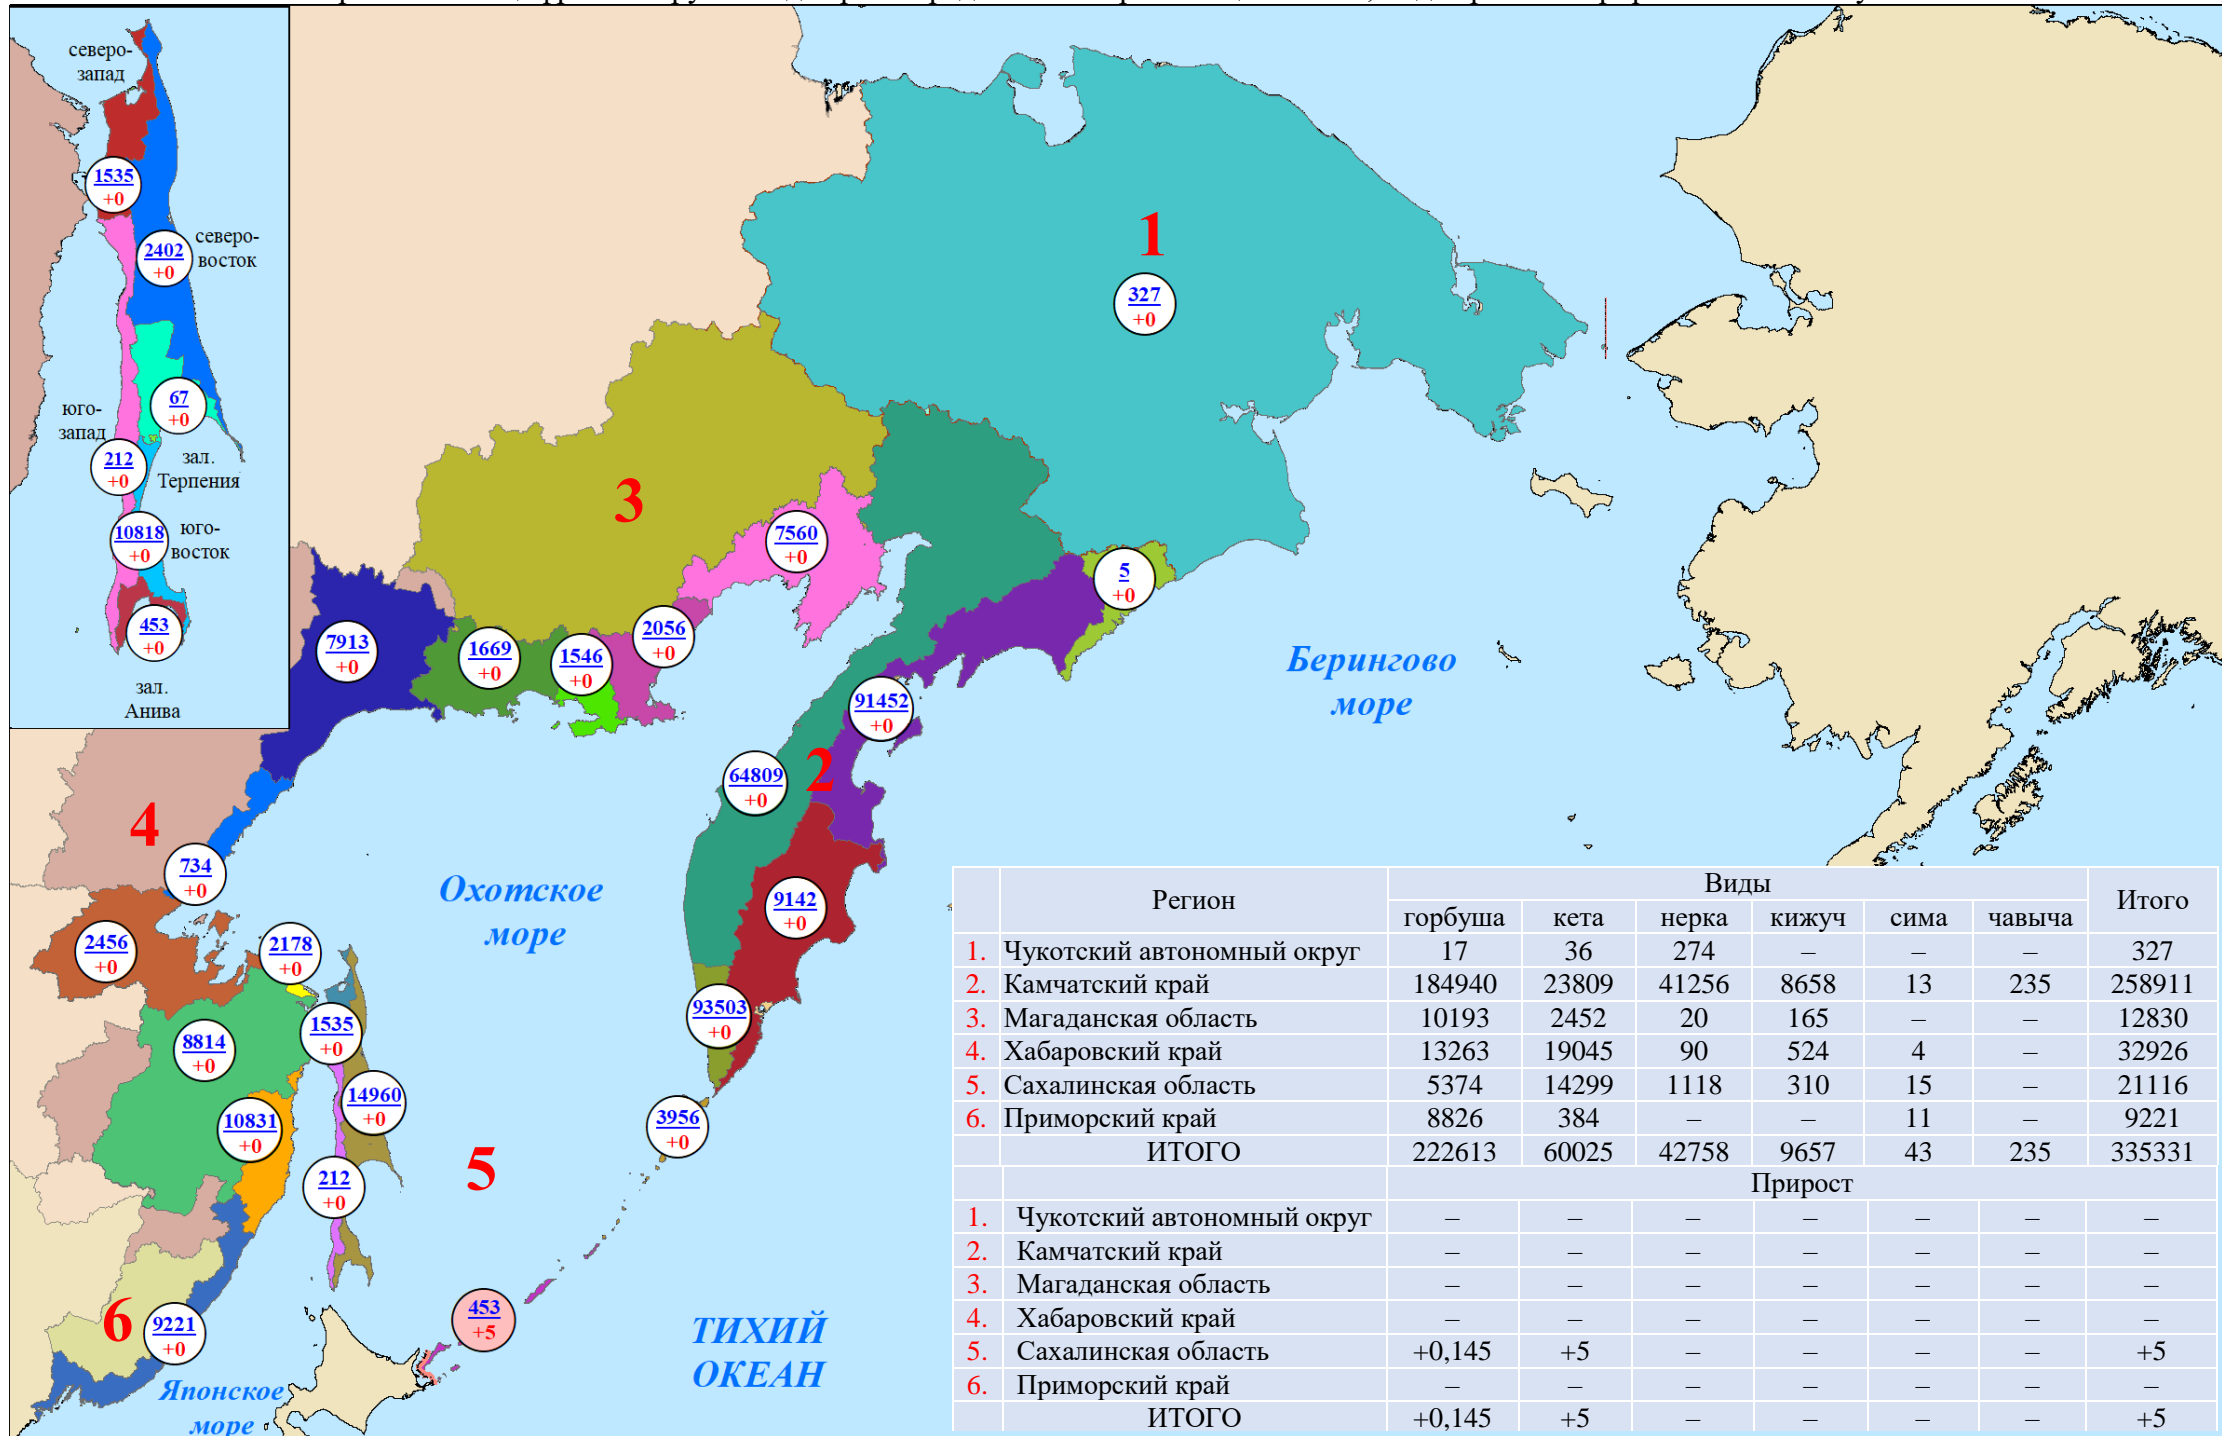 северо-
запад
1535
+0
2402
+0
северо-
восток
67
+0
юго-
запад
212
+0
зал.
Терпения
10818
+0
юго-
восток
453
+0
зал.
Анива
1
327
+0
3
7560
+0
5
+0
7913
+0
1669
+0
1546
+0
2056
+0
Берингово
море
91452
+0
64809
+0
2
4
734
+0
Охотское
море
9142
+0
2456
+0
2178
+0
93503
+0
1535
+0
8814
+0
14960
+0
10831
+0
3956
+0
5
212
+0
6
9221
+0
453
+5
ТИХИЙ
ОКЕАН
Японское
море
Регион Виды Итого
горбуша кета нерка кижуч сима чавыча
1. Чукотский автономный округ 17 36 274 – – – 327
2. Камчатский край 184940 23809 41256 8658 13 235 258911
3. Магаданская область 10193 2452 20 165 – – 12830
4. Хабаровский край 13263 19045 90 524 4 – 32926
5. Сахалинская область 5374 14299 1118 310 15 – 21116
6. Приморский край 8826 384 – – 11 – 9221
ИТОГО 222613 60025 42758 9657 43 235 335331
Прирост
1. Чукотский автономный округ – – – – – – –
2. Камчатский край – – – – – – –
3. Магаданская область – – – – – – –
4. Хабаровский край – – – – – – –
5. Сахалинская область +0,145 +5 – – – – +5
6. Приморский край – – – – – – –
ИТОГО +0,145 +5 – – – – +5